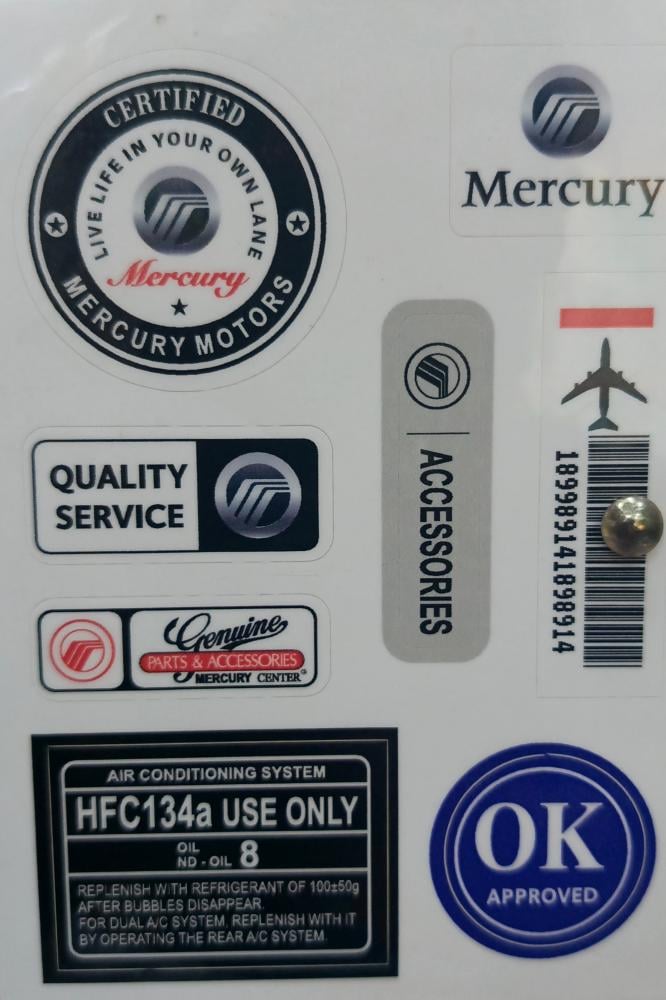 CERTIFIED
LIVE LIFE IN YOUR OWN LANE
Mercury
MERCURY MOTORS
Mercury
ACCESSORIES
189989141898914
QUALITY
SERVICE
Genuine
PARTS & ACCESSORIES
MERCURY CENTER
AIR CONDITIONING SYSTEM
HFC134a USE ONLY
OIL
ND - OIL 8
REPLENISH WITH REFRIGERANT OF 100±50g
AFTER BUBBLES DISAPPEAR.
FOR DUAL A/C SYSTEM, REPLENISH WITH IT
BY OPERATING THE REAR A/C SYSTEM.
OK
APPROVED